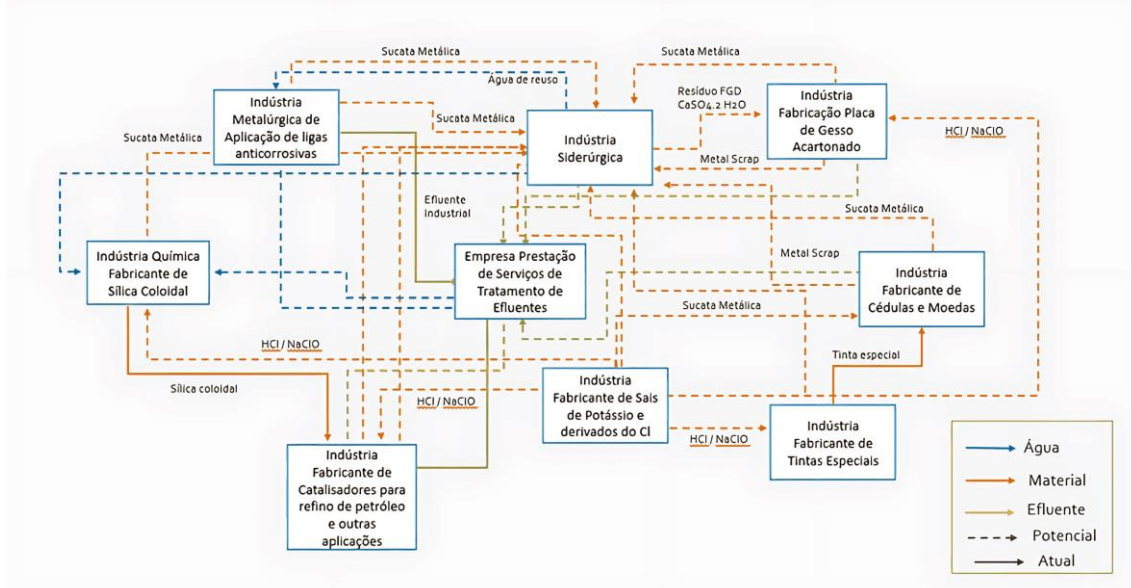 Sucata Metálica
Sucata Metálica
Água de reuso
Indústria
Metalúrgica de
Aplicação de ligas
anticorrosivas
Sucata Metálica
Sucata Metálica
Indústria
Siderúrgica
Resíduo FGD
CaSO4.2 H2O
Metal Scrap
Indústria
Fabricação Placa
de Gesso
Acartonado
HCl / NaClO
Efluente
Industrial
Sucata Metálica
Indústria Química
Fabricante de
Sílica Coloidal
Empresa Prestação
de Serviços de
Tratamento de
Efluentes
Metal Scrap
Indústria
Fabricante de
Cédulas e Moedas
Sucata Metálica
HCl / NaClO
Tinta especial
Sílica coloidal
HCl / NaClO
Indústria
Fabricante de Sais
de Potássio e
derivados do Cl
HCl / NaClO
Indústria
Fabricante de
Tintas Especiais
Indústria
Fabricante de
Catalisadores para
refino de petróleo
e outras
aplicações
Água
Material
Efluente
Potencial
Atual